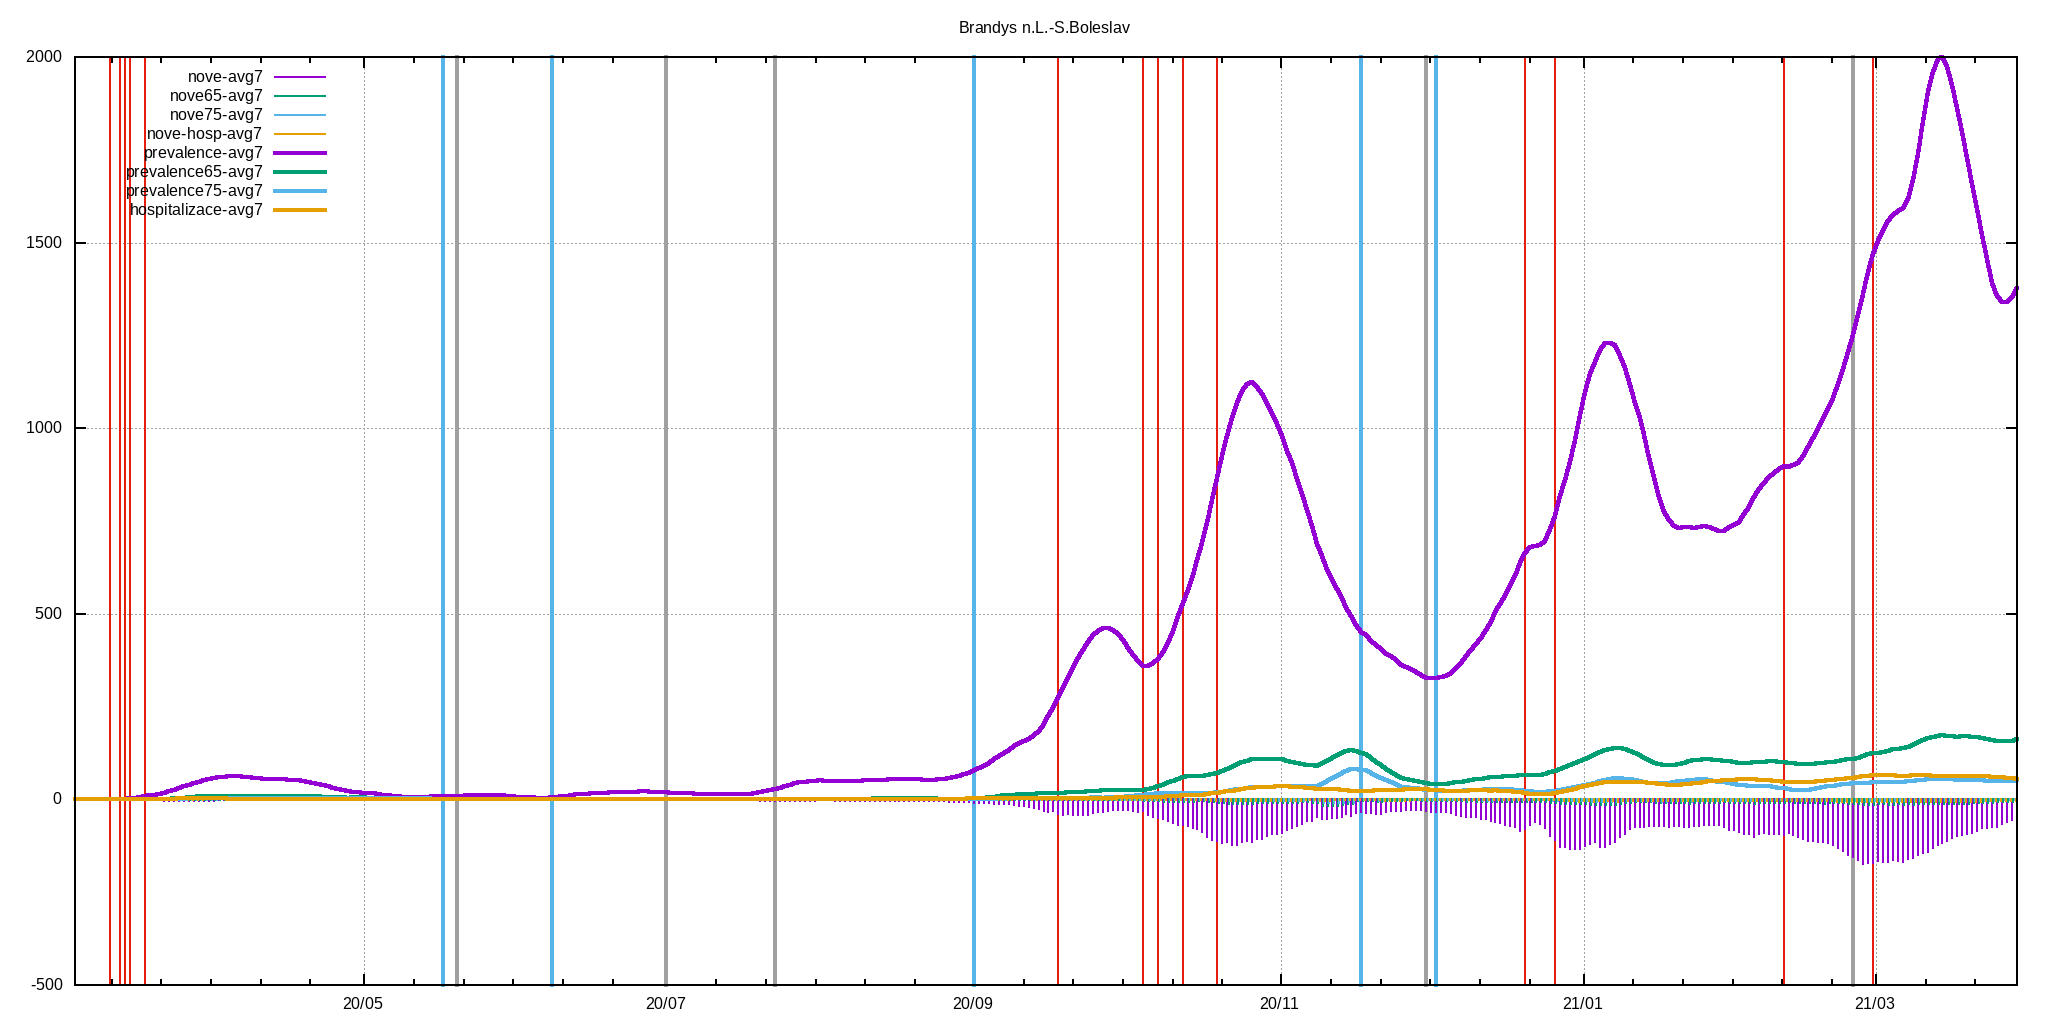 Brandys n.L.-S.Boleslav
2000
1500
1000
500
0
-500
nove-avg7
nove65-avg7
nove75-avg7
nove-hosp-avg7
prevalence-avg7
prevalence65-avg7
prevalence75-avg7
hospitalizace-avg7
20/05 20/07 20/09 20/11 21/01 21/03